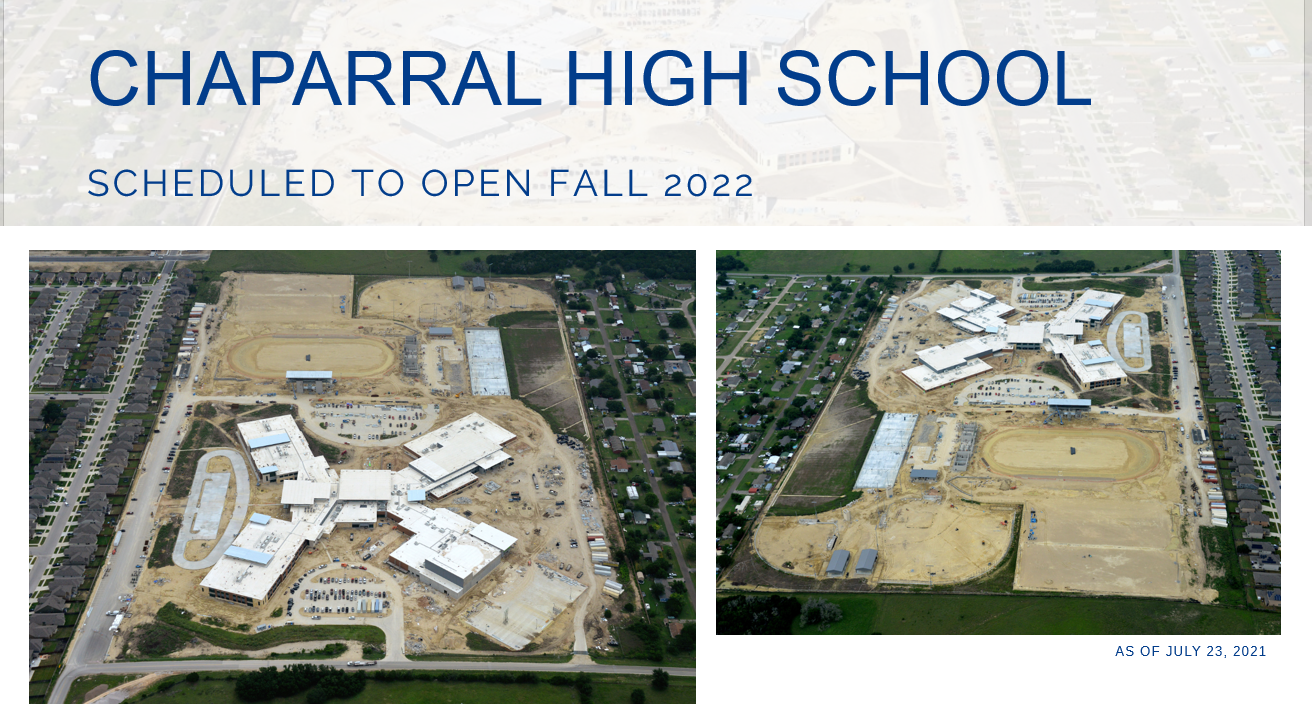 CHAPARRAL HIGH SCHOOL
SCHEDULED TO OPEN FALL 2022
AS OF JULY 23, 2021